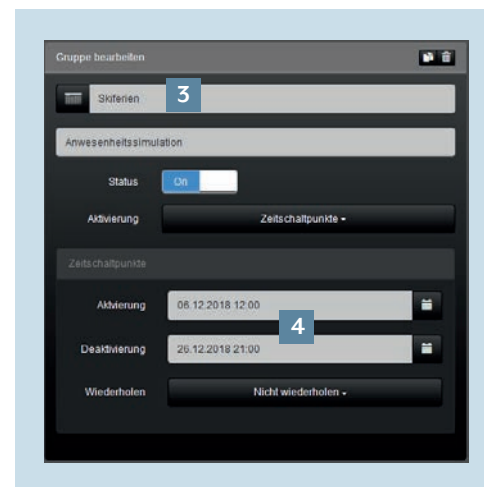 Gruppe bearbeiten
Skiferien
3
Anwesenheitssimulation
Status On
Aktivierung Zeitschaltpunkte
Zeitschaltpunkte
Aktvierung 06.12.2018 12:00
4
Deaktivierung 26.12.2018 21:00
Wiederholen Nicht wiederholen